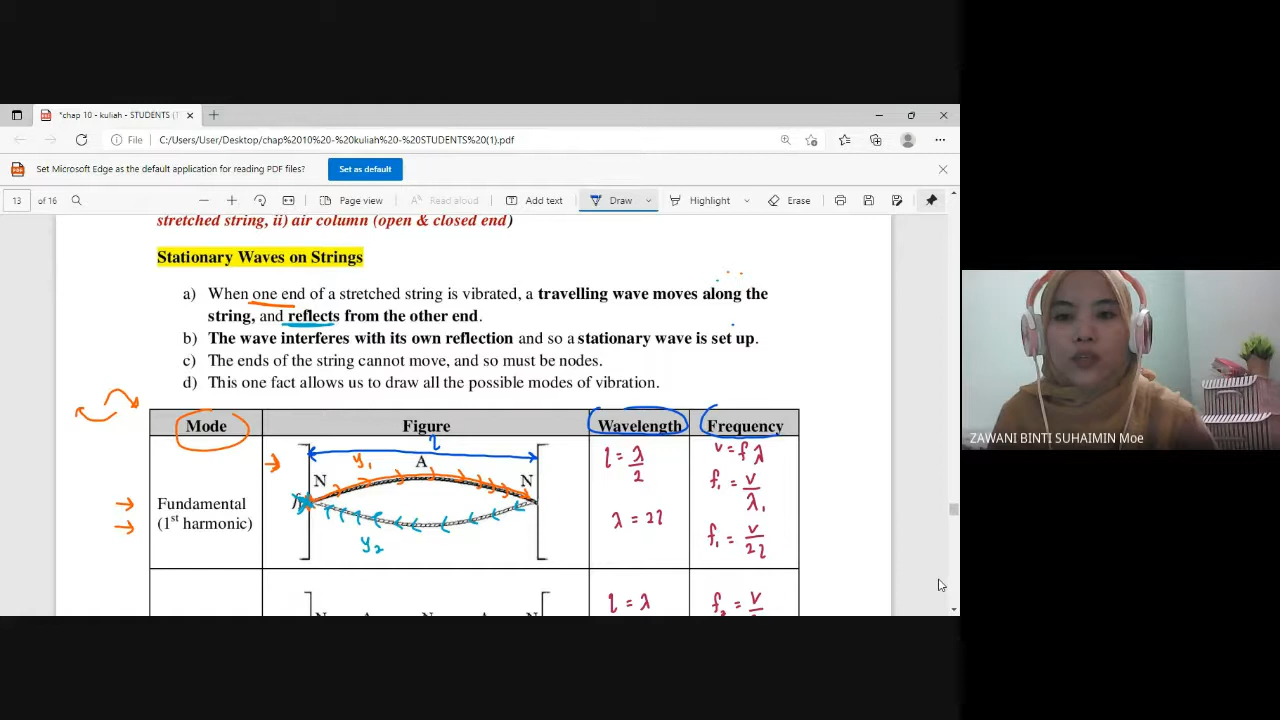 *chap 10 - kuliah - STUDENTS (1
File
C:/Users/User/Desktop/chap%2010%20-%20kuliah%20-%20STUDENTS%20(1).pdf
Set Microsoft Edge as the default application for reading PDF files?
Set as default
13 of 16
Page view
Read aloud
Add text
Draw
Highlight
Erase
stretched string, ii) air column (open & closed end)
Stationary Waves on Strings
a) When one end of a stretched string is vibrated, a travelling wave moves along the
string, and reflects from the other end.
b) The wave interferes with its own reflection and so a stationary wave is set up.
c) The ends of the string cannot move, and so must be nodes.
d) This one fact allows us to draw all the possible modes of vibration.
Mode Figure Wavelength Frequency
l
y₁
A
N N
y₂
Fundamental
(1st harmonic)
l = λ/2
λ = 2l
v = f λ
f₁ = v/λ₁
f₁ = v/2l
l = λ
ZAWANI BINTI SUHAIMIN Moe